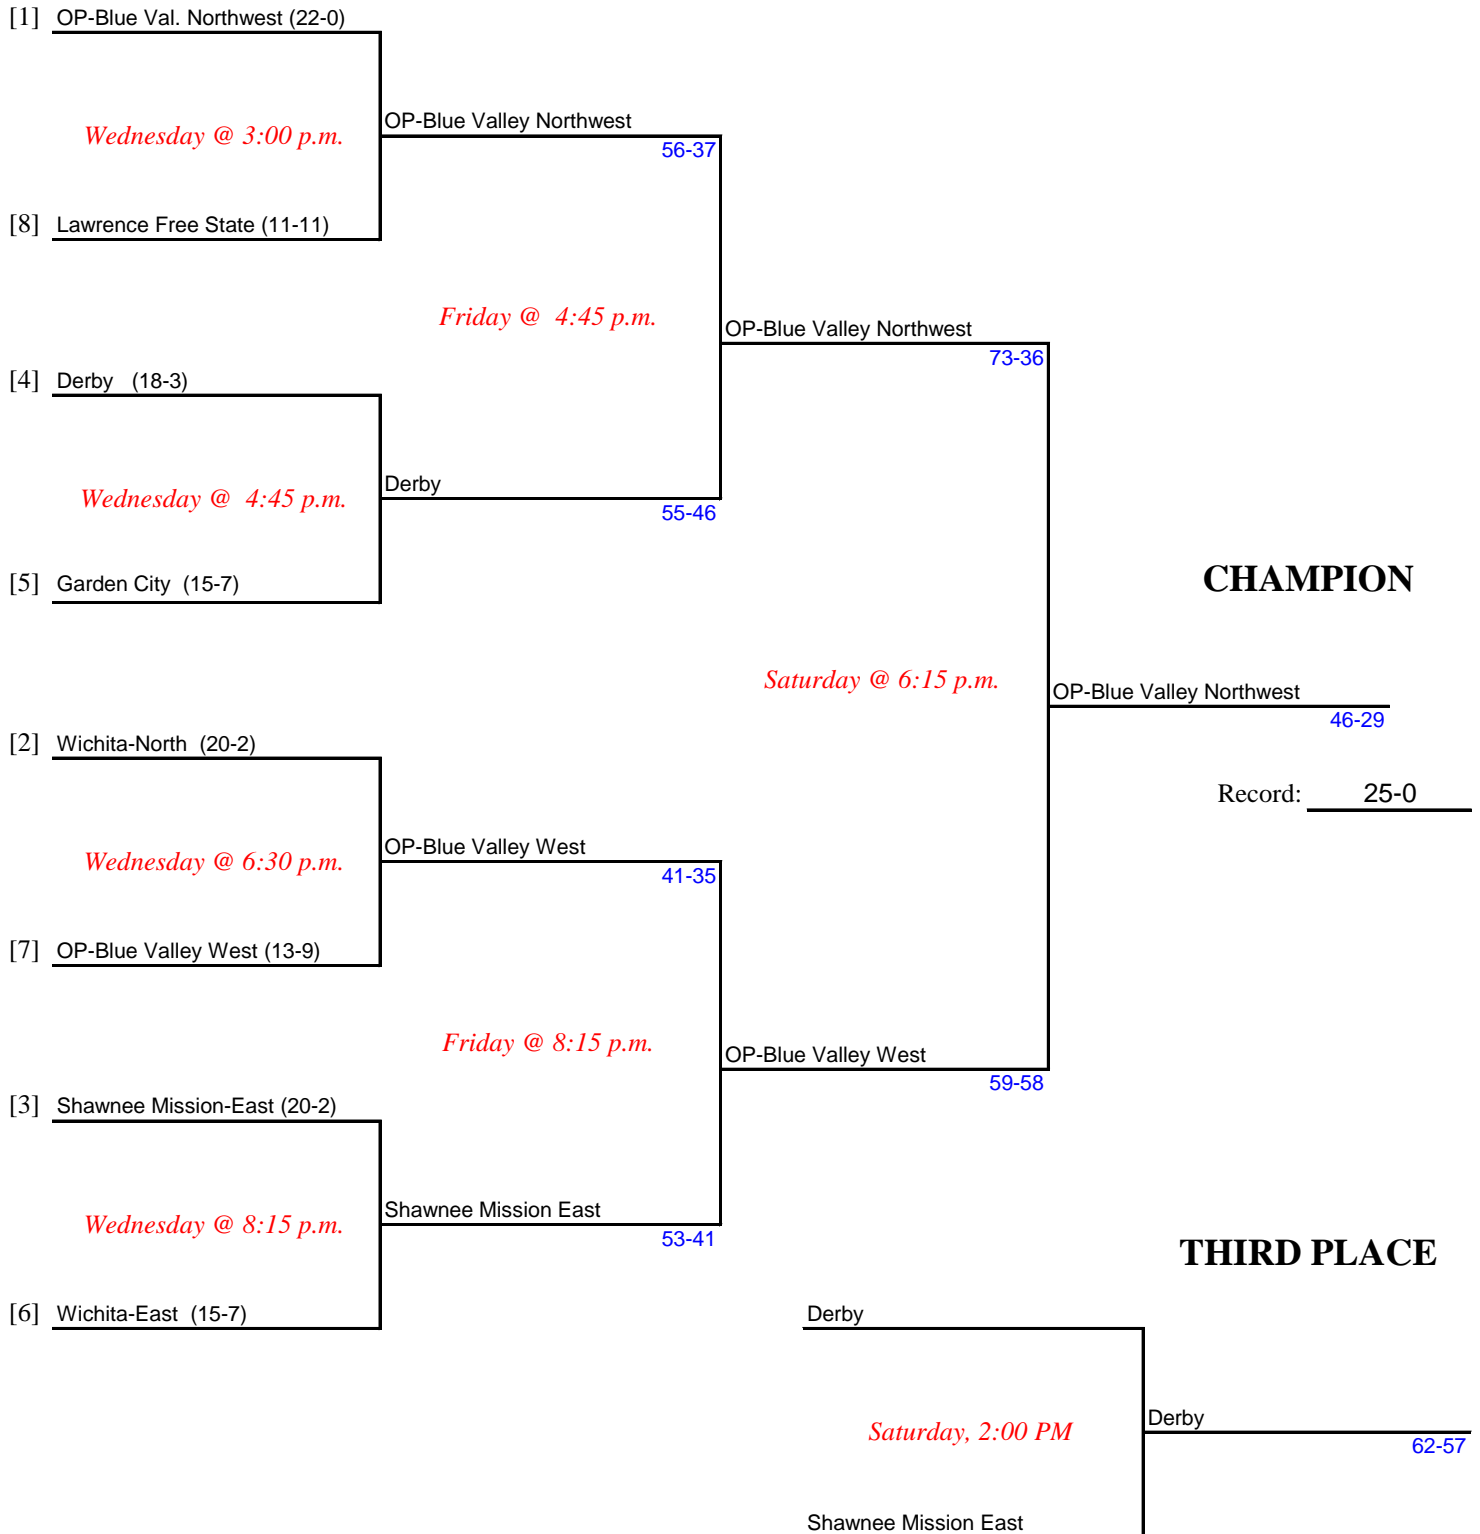 [1] OP-Blue Val. Northwest (22-0)
OP-Blue Valley Northwest
Wednesday @ 3:00 p.m.
56-37
[8] Lawrence Free State (11-11)
Friday @  4:45 p.m.
OP-Blue Valley Northwest
73-36
[4] Derby   (18-3)
Derby
Wednesday @  4:45 p.m.
55-46
[5] Garden City  (15-7)
CHAMPION
Saturday @ 6:15 p.m.
OP-Blue Valley Northwest
46-29
[2] Wichita-North  (20-2)
Record: 25-0
OP-Blue Valley West
Wednesday @ 6:30 p.m.
41-35
[7] OP-Blue Valley West (13-9)
Friday @ 8:15 p.m.
OP-Blue Valley West
59-58
[3] Shawnee Mission-East (20-2)
Shawnee Mission East
Wednesday @ 8:15 p.m.
53-41
THIRD PLACE
[6] Wichita-East  (15-7)
Derby
Derby
Saturday, 2:00 PM
62-57
Shawnee Mission East